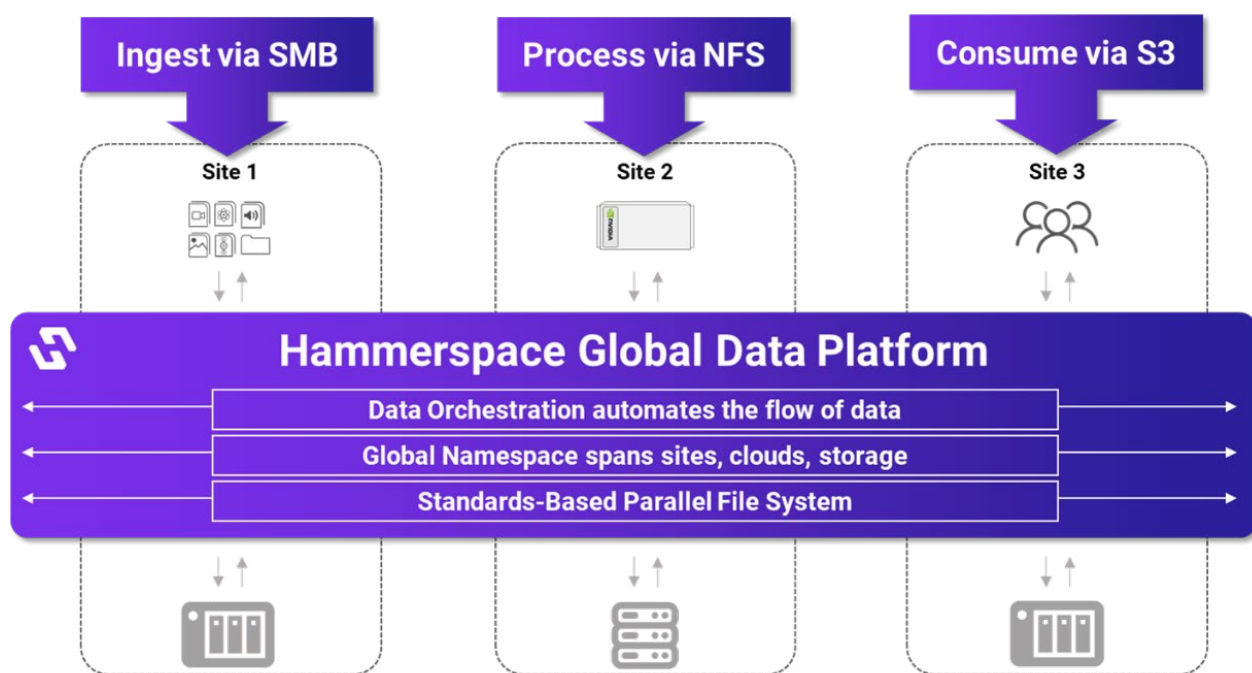 Ingest via SMB
Process via NFS
Consume via S3
Site 1
Site 2
Site 3
NVIDIA
Hammerspace Global Data Platform
Data Orchestration automates the flow of data
Global Namespace spans sites, clouds, storage
Standards-Based Parallel File System